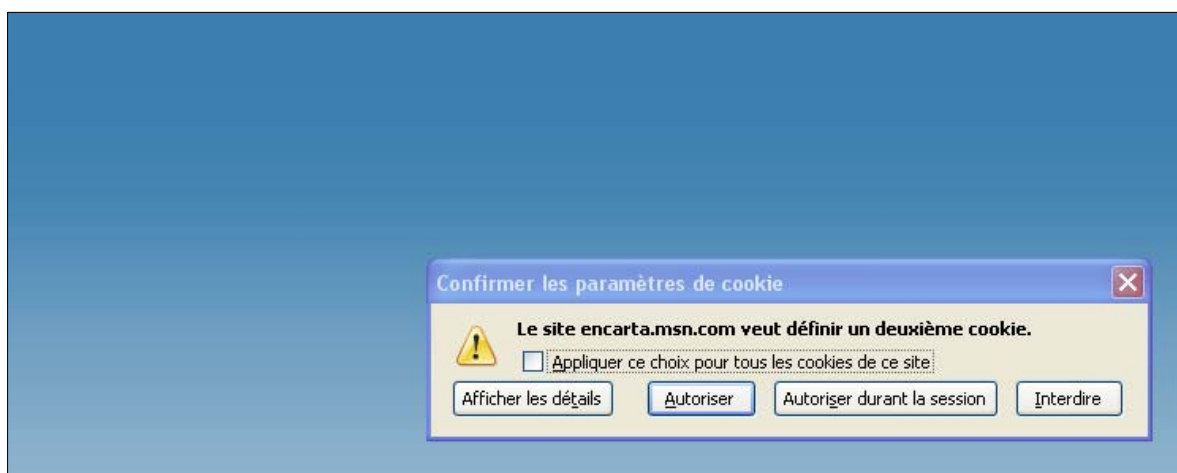 Confirmer les paramètres de cookie
Le site encarta.msn.com veut définir un deuxième cookie.
Appliquer ce choix pour tous les cookies de ce site
Afficher les détails Autoriser Autoriser durant la session Interdire